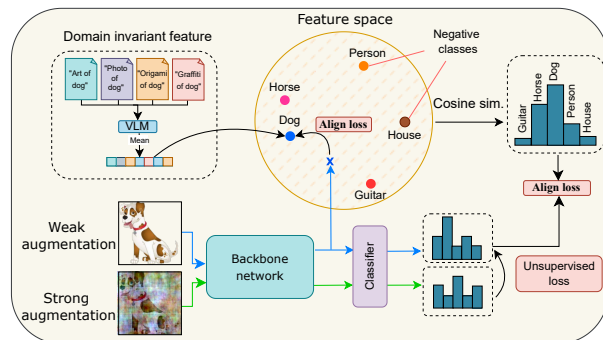 Domain invariant feature
"Art of
dog"
"Photo
of
dog"
"Origami
of dog"
"Graffiti
of dog"
VLM
Mean
Feature space
Person
Negative
classes
Horse
Dog
Align loss
House
Guitar
x
Cosine sim.
Guitar
Horse
Dog
Person
House
Align loss
Weak
augmentation
Strong
augmentation
Backbone
network
Classifier
Unsupervised
loss